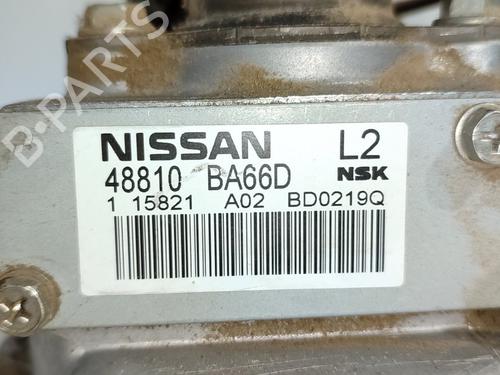 NISSAN L2
48810 BA66D NSK
1 15821 A02 BD0219Q
B-PARTS